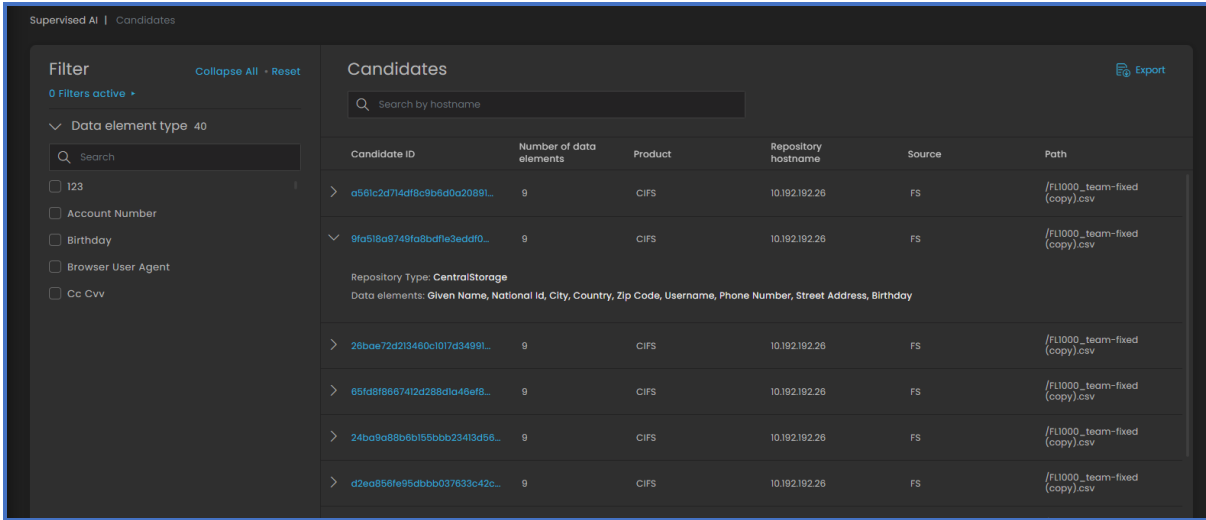 Supervised AI | Candidates
Filter
Collapse All • Reset
0 Filters active ▸
Data element type 40
Search
123
Account Number
Birthday
Browser User Agent
Cc Cvv
Candidates
Export
Search by hostname
Candidate ID
Number of data
elements
Product
Repository
hostname
Source
Path
a561c2d714df8c9b6d0a20891... 9 CIFS 10.192.192.26 FS /FL1000_team-fixed
(copy).csv
9fa518a9749fa8bdf1e3eddf0... 9 CIFS 10.192.192.26 FS /FL1000_team-fixed
(copy).csv
Repository Type: CentralStorage
Data elements: Given Name, National Id, City, Country, Zip Code, Username, Phone Number, Street Address, Birthday
26bae72d213460c1017d34991... 9 CIFS 10.192.192.26 FS /FL1000_team-fixed
(copy).csv
65fd8f8667412d288d1a46ef8... 9 CIFS 10.192.192.26 FS /FL1000_team-fixed
(copy).csv
24ba9a88b6b155bbb23413d56... 9 CIFS 10.192.192.26 FS /FL1000_team-fixed
(copy).csv
d2ea856fe95dbbb037633c42c... 9 CIFS 10.192.192.26 FS /FL1000_team-fixed
(copy).csv